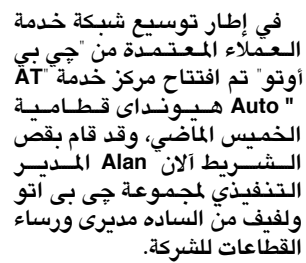 في إطار توسيع شبكة خدمة
العملاء المعتمدة من "جي بي
أوتو" تم افتتاح مركز خدمة "AT
Auto" هيونداى قطامية
الخميس الماضي، وقد قام بقص
الشريط آلان Alan المدير
التنفيذي لمجموعة چى بى اتو
ولفيف من الساده مديرى ورساء
القطاعات للشركة.